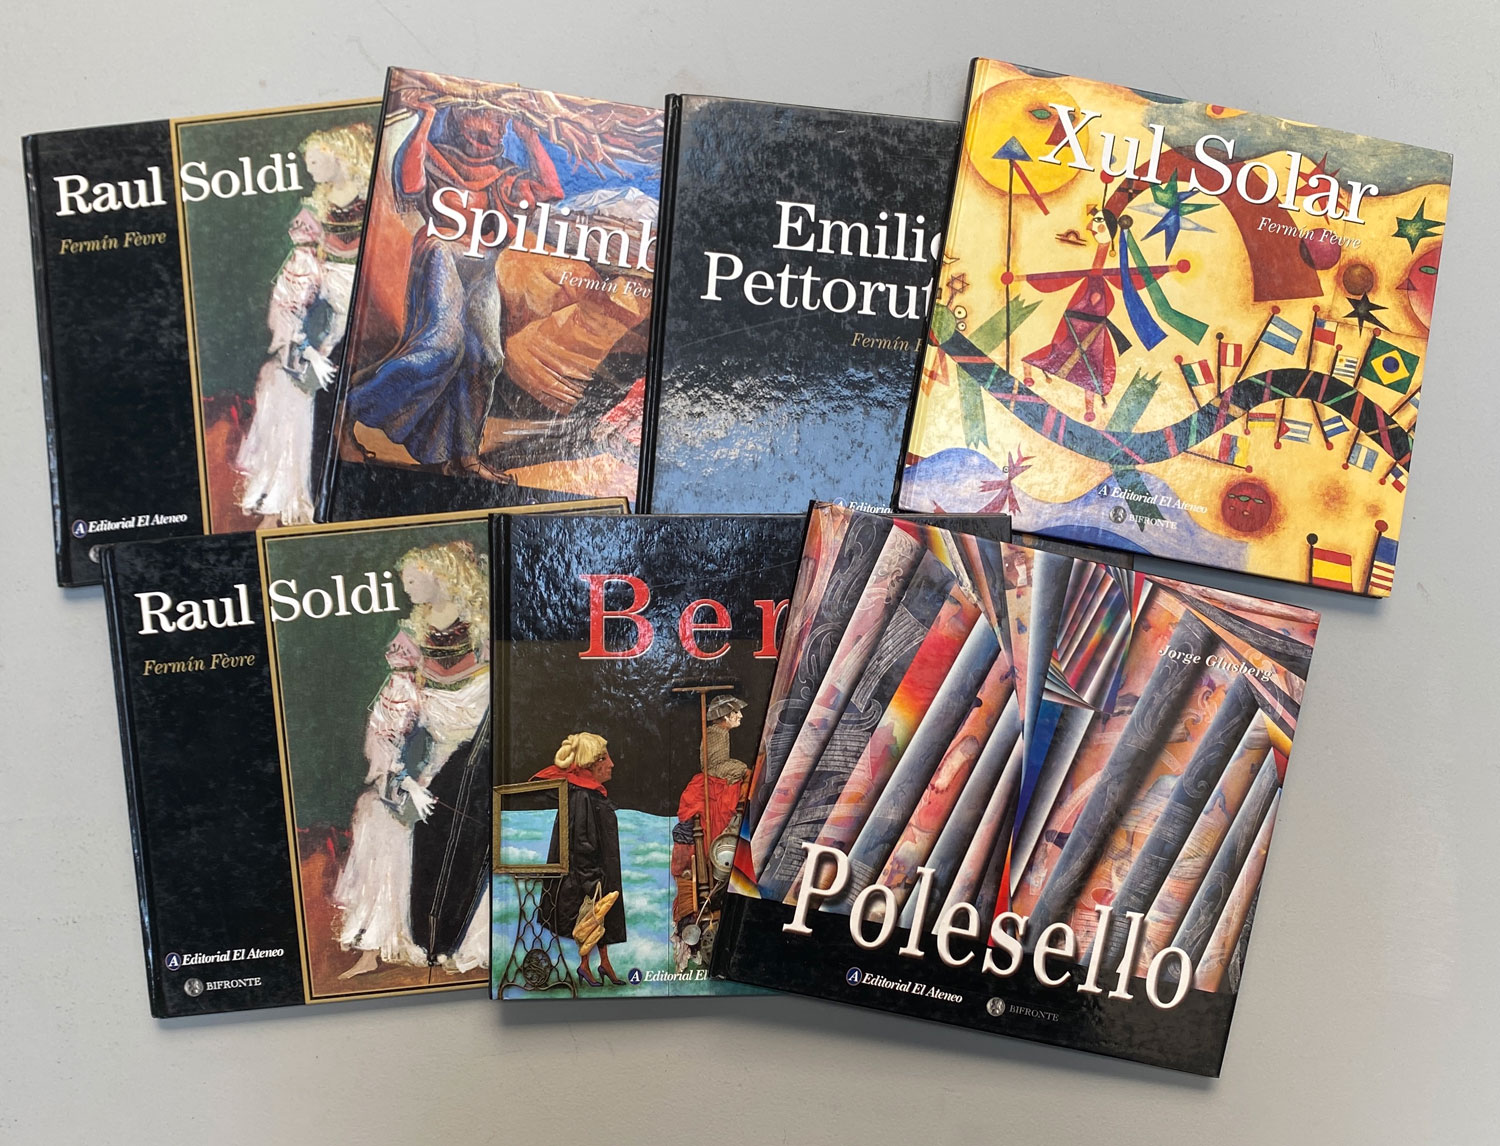 Raul Soldi
Fermín Fèvre
A Editorial El Ateneo
Spilimb
Fermín Fèv
Emilio
Pettorut
Fermín F
A Editorial
Xul Solar
Fermín Fèvre
A Editorial El Ateneo
BIFRONTE
Raul Soldi
Fermín Fèvre
A Editorial El Ateneo
BIFRONTE
Ber
A Editorial El
Jorge Glusberg
Polesello
A Editorial El Ateneo
BIFRONTE